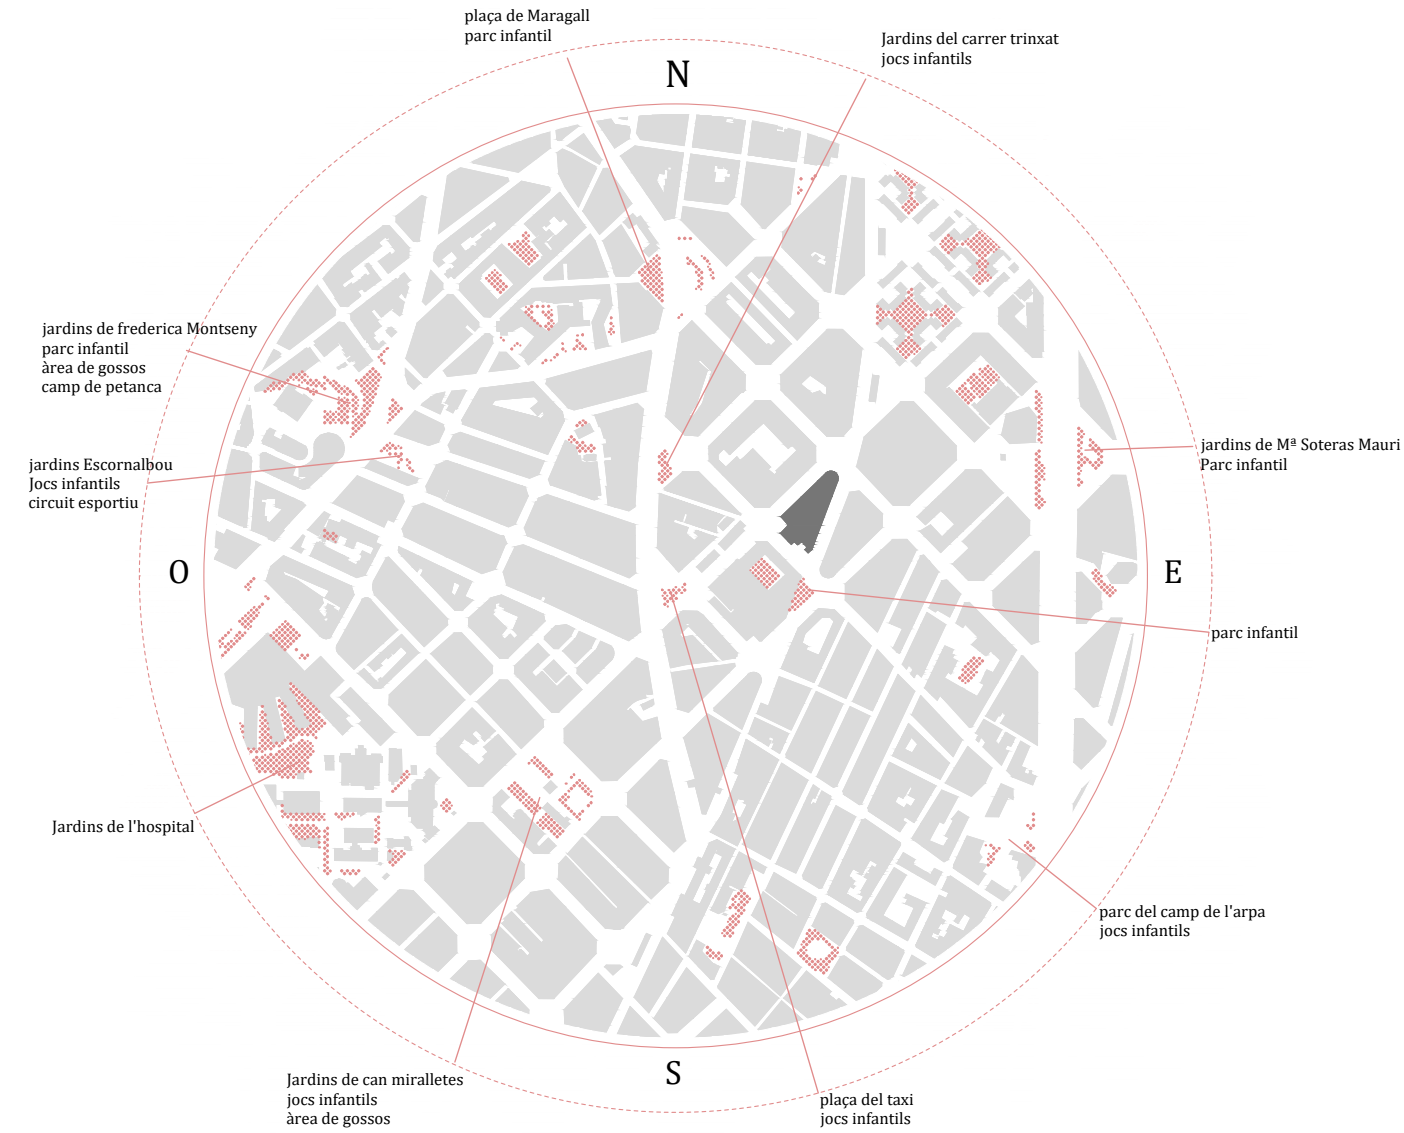 plaça de Maragall
parc infantil
Jardins del carrer trinxat
jocs infantils
N
jardins de frederica Montseny
parc infantil
àrea de gossos
camp de petanca
jardins de Mª Soteras Mauri
Parc infantil
jardins Escornalbou
Jocs infantils
circuit esportiu
O
E
parc infantil
Jardins de l'hospital
parc del camp de l'arpa
jocs infantils
S
Jardins de can miralletes
jocs infantils
àrea de gossos
plaça del taxi
jocs infantils